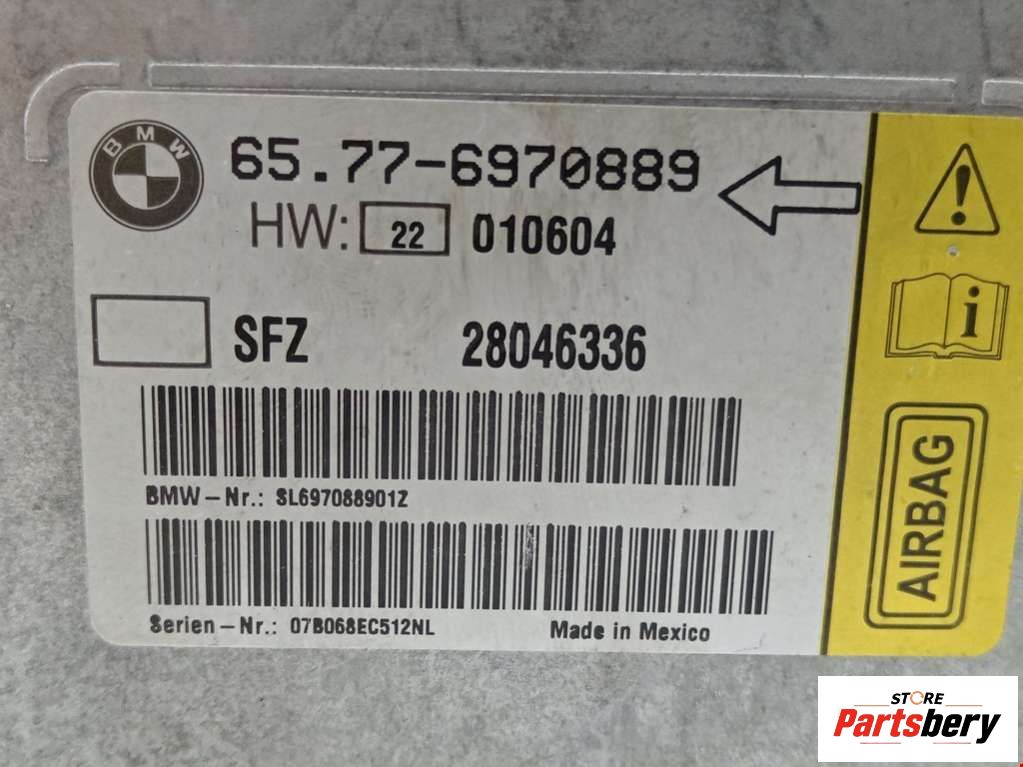 BMW
65.77-6970889
HW: 22 010604
SFZ 28046336
BMW-Nr.: SL697088901Z
Serien-Nr.: 07B068EC512NL
Made in Mexico
i
AIRBAG
STORE
Partsbery